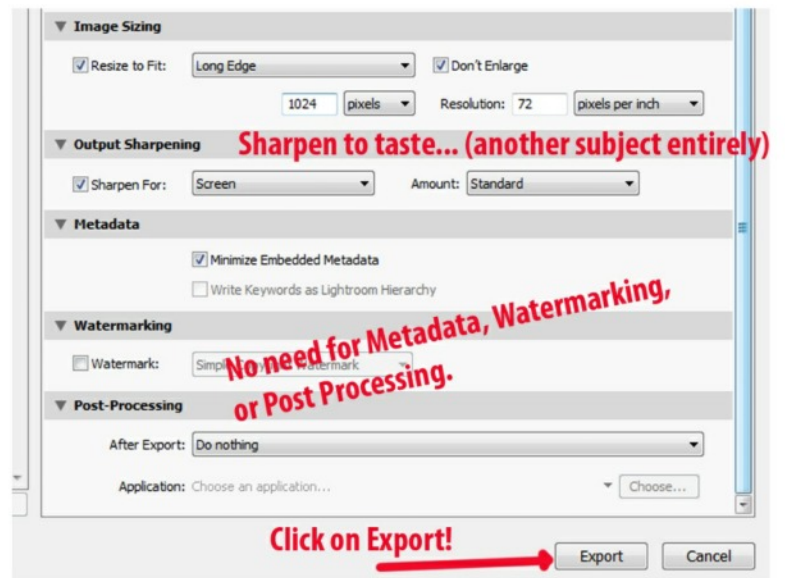 Image Sizing
Resize to Fit: Long Edge Don't Enlarge
1024 pixels Resolution: 72 pixels per inch
Output Sharpening Sharpen to taste... (another subject entirely)
Sharpen For: Screen Amount: Standard
Metadata
Minimize Embedded Metadata
Write Keywords as Lightroom Hierarchy
Watermarking
No need for Metadata, Watermarking,
or Post Processing.
Watermark: Watermark
Post-Processing
After Export: Do nothing
Application: Choose an application... Choose...
Click on Export!
Export Cancel